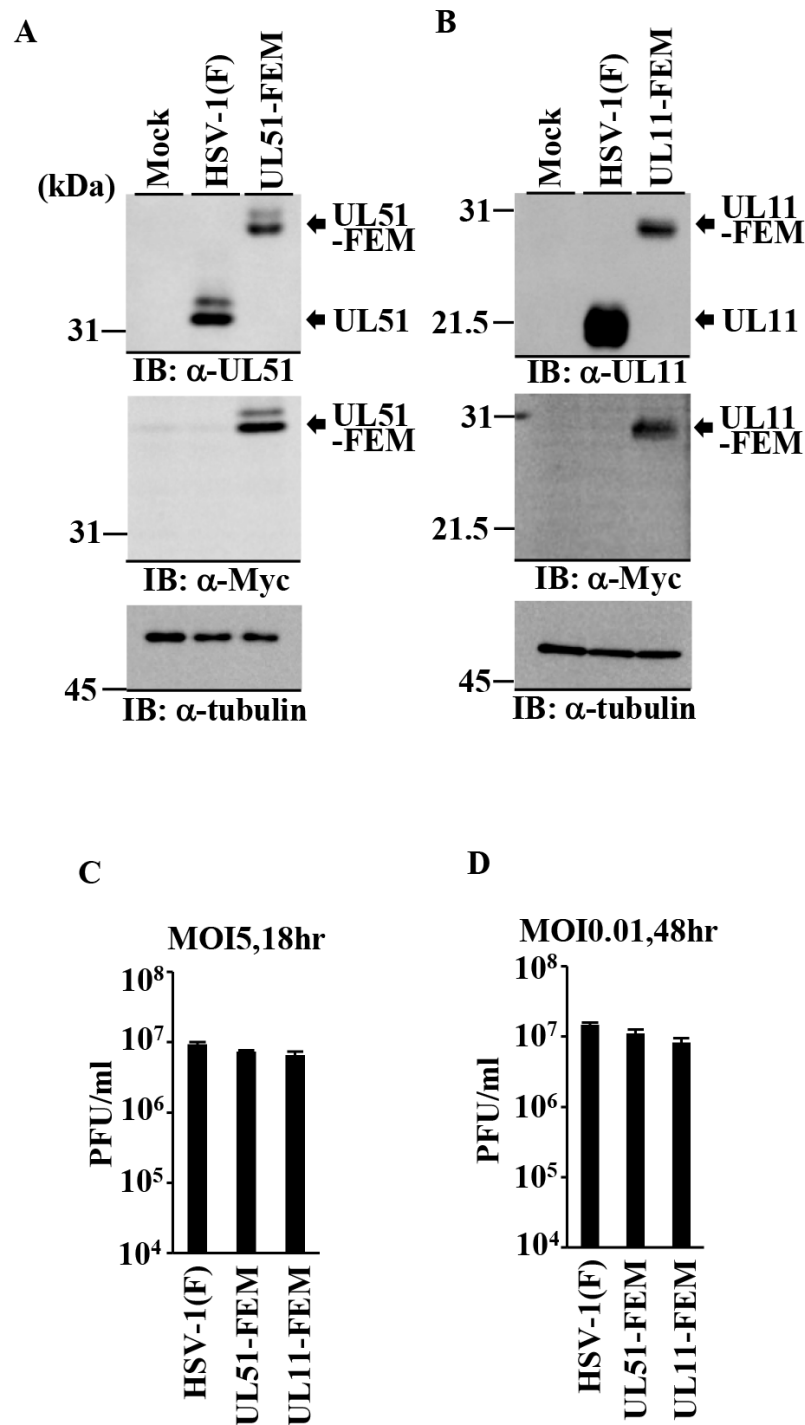 A
Mock
HSV-1(F)
UL51-FEM
(kDa)
UL51
-FEM
UL51
31
IB: α-UL51
UL51
-FEM
31
IB: α-Myc
45
IB: α-tubulin
B
Mock
HSV-1(F)
UL11-FEM
31
UL11
-FEM
21.5
UL11
IB: α-UL11
31
UL11
-FEM
21.5
IB: α-Myc
45
IB: α-tubulin
C
MOI5,18hr
PFU/ml
10⁸
10⁷
10⁶
10⁵
10⁴
HSV-1(F)
UL51-FEM
UL11-FEM
D
MOI0.01,48hr
PFU/ml
10⁸
10⁷
10⁶
10⁵
10⁴
HSV-1(F)
UL51-FEM
UL11-FEM